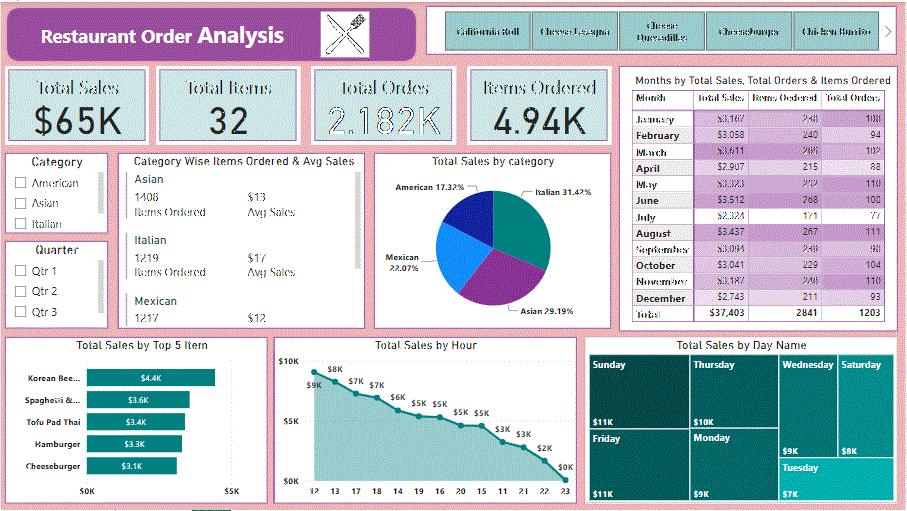 Restaurant Order Analysis
California Roll
Cheese Lasagna
Cheese Quesadillas
Cheeseburger
Chicken Burrito
Total Sales
$65K
Total Items
32
Total Ordes
2.182K
Items Ordered
4.94K
Months by Total Sales, Total Orders & Items Ordered
Month Total Sales Items Oedered Total Orders
January $3,167 238 100
February $3,058 240 94
March $3,611 102
April $2,907 215 88
May $3,323 110
June $3,512 268 100
July $2,324 171 77
August $3,437 267 111
September $3,094 239 90
October $3,041 229 104
November $3,187 240 110
December $2,743 211 93
Total $37,403 2841 1203
Category
American
Asian
Italian
Quarter
Qtr 1
Qtr 2
Qtr 3
Category Wise Items Ordered & Avg Sales
Asian
1408 $13
Items Ordered Avg Sales
Italian
1219 $17
Items Ordered Avg Sales
Mexican
1217 $12
Total Sales by category
American 17.32%
Italian 31.42%
Mexican
22.07%
Asian 29.19%
Total Sales by Top 5 Item
Korean Bee... $4.4K
Spaghetti &... $3.6K
Tofu Pad Thai $3.4K
Hamburger $3.3K
Cheeseburger $3.1K
$0K $5K
Total Sales by Hour
$10K
$5K
$0K
$9K $8K $7K $7K $6K $5K $5K $5K $5K $3K $3K $2K $0K
12 13 17 18 14 19 16 20 15 11 21 22 23
Total Sales by Day Name
Sunday
$11K
Friday
$11K
Thursday
$10K
Monday
$9K
Wednesday
$9K
Saturday
$8K
Tuesday
$7K